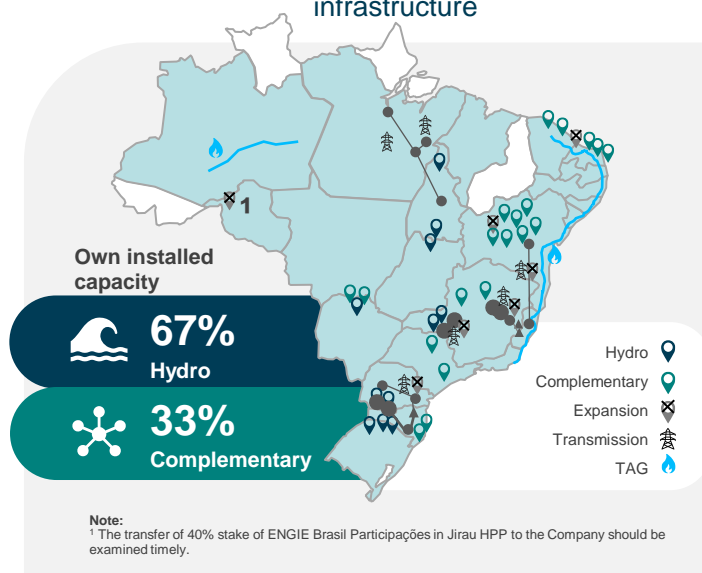 infrastructure
1
Own installed
capacity
67%
Hydro
33%
Complementary
Hydro
Complementary
Expansion
Transmission
TAG
Note:
¹ The transfer of 40% stake of ENGIE Brasil Participações in Jirau HPP to the Company should be
examined timely.